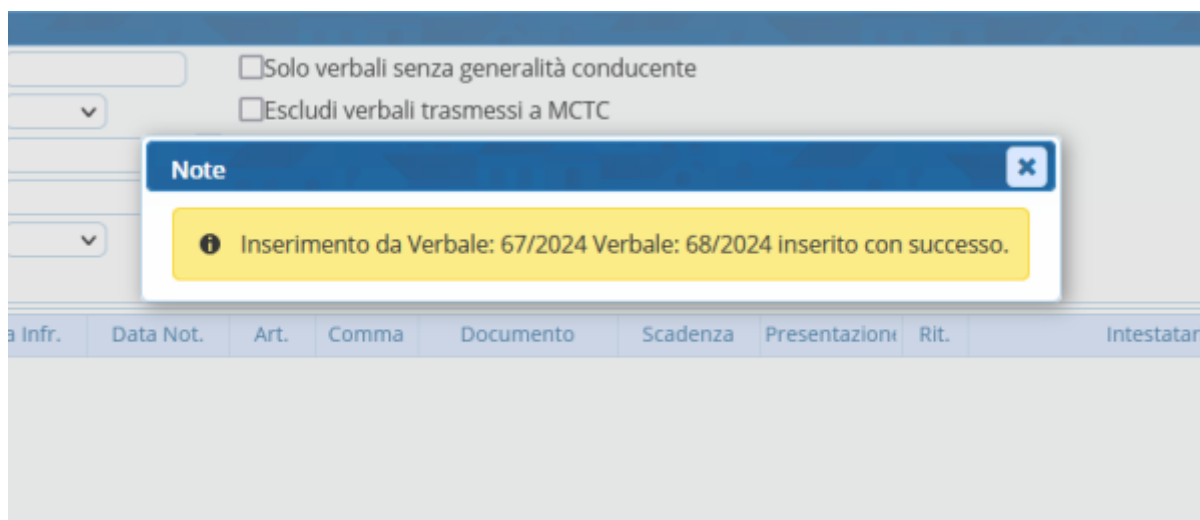 Solo verbali senza generalità conducente
Escludi verbali trasmessi a MCTC
Note
Inserimento da Verbale: 67/2024 Verbale: 68/2024 inserito con successo.
a Infr. Data Not. Art. Comma Documento Scadenza Presentazione Rit. Intestatar